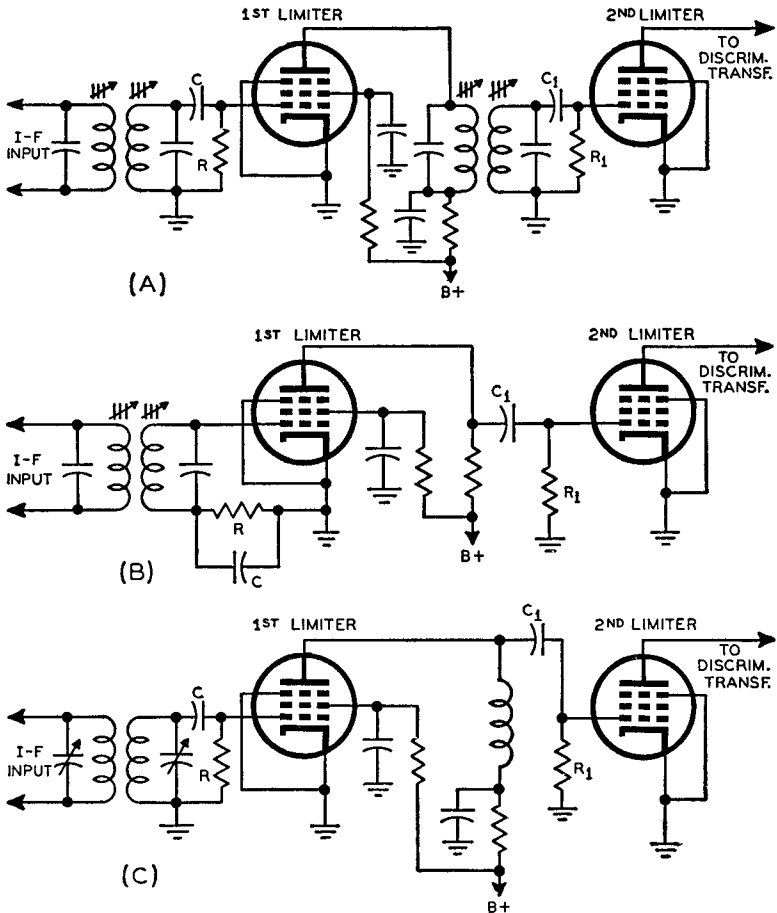 1ST LIMITER
2ND LIMITER
TO
DISCRIM.
TRANSF.
C
C1
I-F
INPUT
R
R1
B+
(A)
1ST LIMITER
2ND LIMITER
TO
DISCRIM.
TRANSF.
C1
I-F
INPUT
R
R1
C
B+
(B)
1ST LIMITER
C1
2ND LIMITER
TO
DISCRIM.
TRANSF.
C
I-F
INPUT
R
R1
B+
(C)